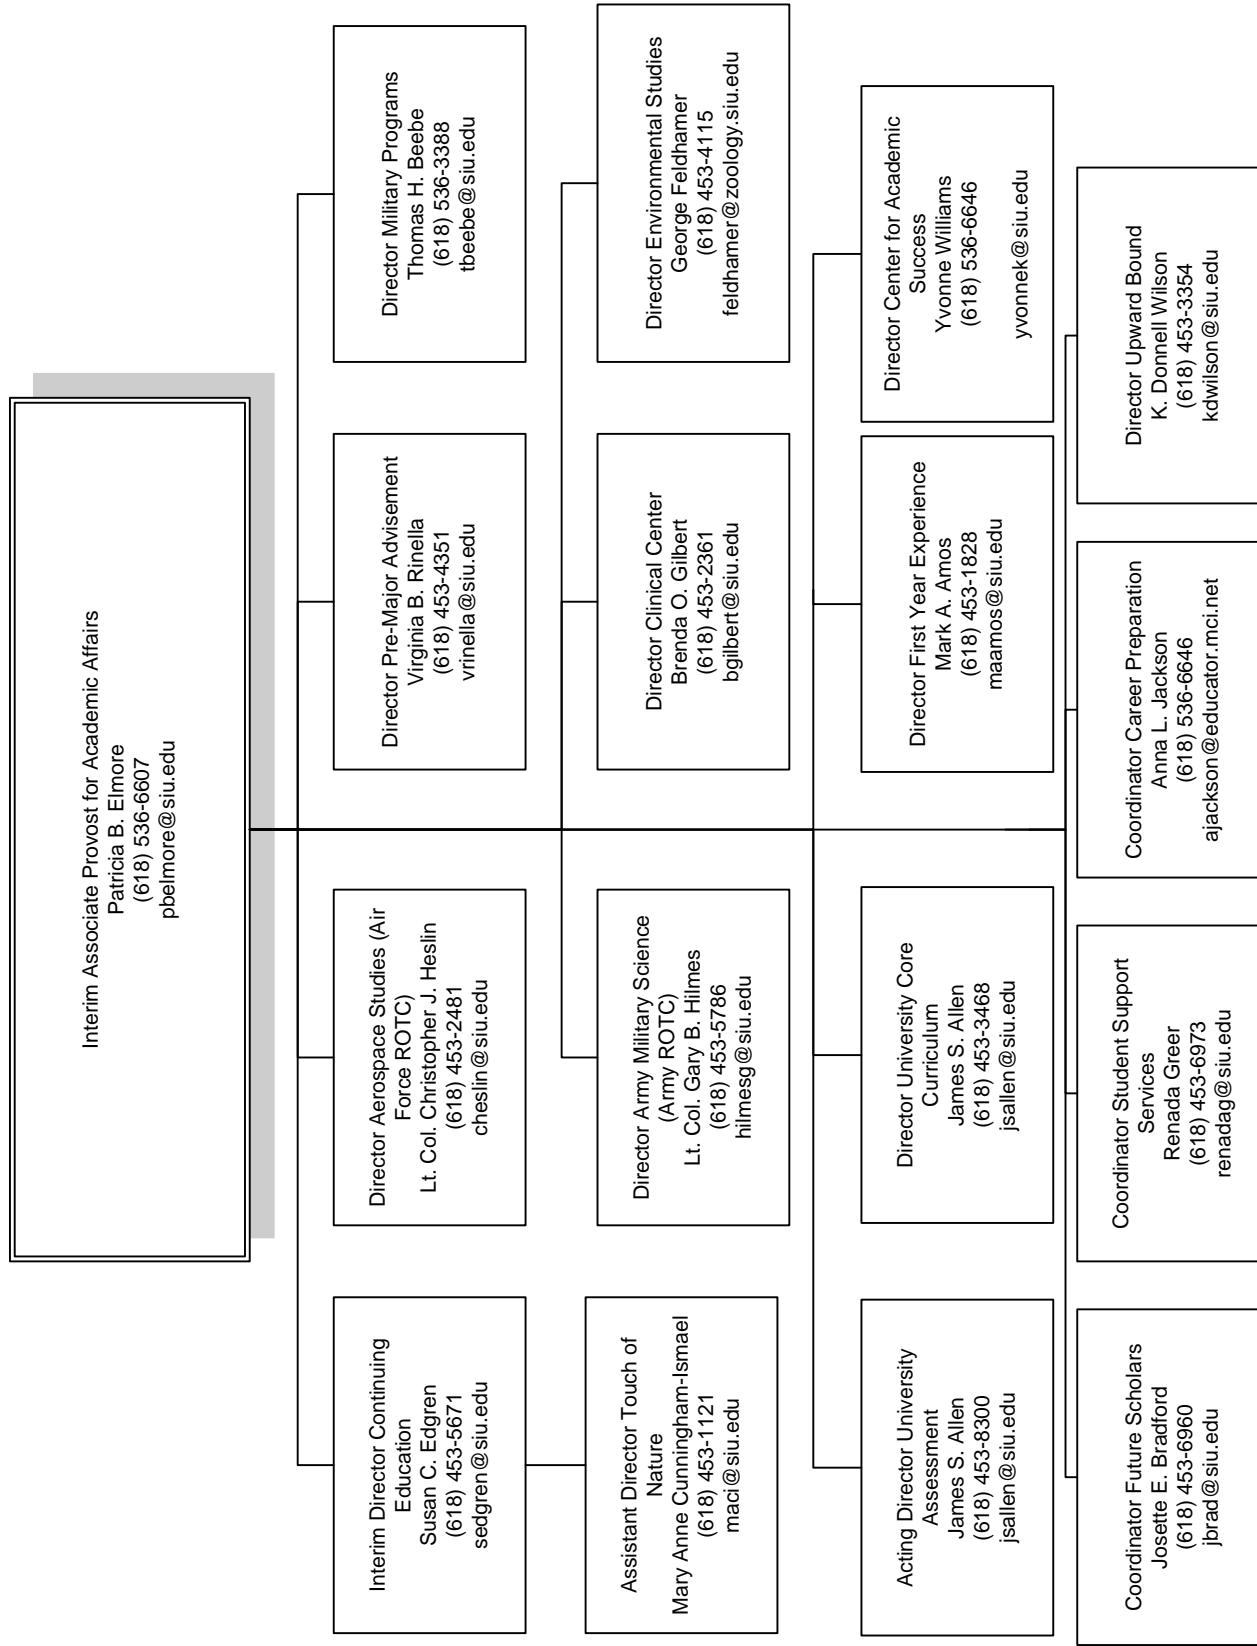 Interim Associate Provost for Academic Affairs
Patricia B. Elmore
(618) 536-6607
pbelmore@siu.edu
Interim Director Continuing
Education
Susan C. Edgren
(618) 453-5671
sedgren@siu.edu
Director Aerospace Studies (Air
Force ROTC)
Lt. Col. Christopher J. Heslin
(618) 453-2481
cheslin@siu.edu
Director Pre-Major Advisement
Virginia B. Rinella
(618) 453-4351
vrinella@siu.edu
Director Military Programs
Thomas H. Beebe
(618) 536-3388
tbeebe@siu.edu
Assistant Director Touch of
Nature
Mary Anne Cunningham-Ismael
(618) 453-1121
maci@siu.edu
Director Army Military Science
(Army ROTC)
Lt. Col. Gary B. Hilmes
(618) 453-5786
hilmesg@siu.edu
Director Clinical Center
Brenda O. Gilbert
(618) 453-2361
bgilbert@siu.edu
Director Environmental Studies
George Feldhamer
(618) 453-4115
feldhamer@zoology.siu.edu
Acting Director University
Assessment
James S. Allen
(618) 453-8300
jsallen@siu.edu
Director University Core
Curriculum
James S. Allen
(618) 453-3468
jsallen@siu.edu
Director First Year Experience
Mark A. Amos
(618) 453-1828
maamos@siu.edu
Director Center for Academic
Success
Yvonne Williams
(618) 536-6646
yvonnek@siu.edu
Coordinator Future Scholars
Josette E. Bradford
(618) 453-6960
jbrad@siu.edu
Coordinator Student Support
Services
Renada Greer
(618) 453-6973
renadag@siu.edu
Coordinator Career Preparation
Anna L. Jackson
(618) 536-6646
ajackson@educator.mci.net
Director Upward Bound
K. Donnell Wilson
(618) 453-3354
kdwilson@siu.edu